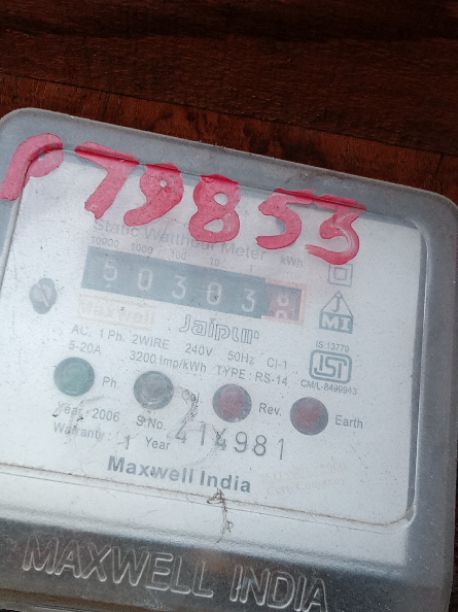 P79853
Static Watthour Meter
10000 1000 100 10 1 kWh
0303
Maxwell
Jaipur
MI
AC. 1 Ph. 2WIRE 240V 50Hz Cl-1
IS:13779
5-20A 3200 Imp/kWh TYPE : RS-14
CM/L-8499943
Ph Cal. Rev. Earth
Year : 2006 S No. 414981
Warranty : 1 Year
Maxwell India
MAXWELL INDIA